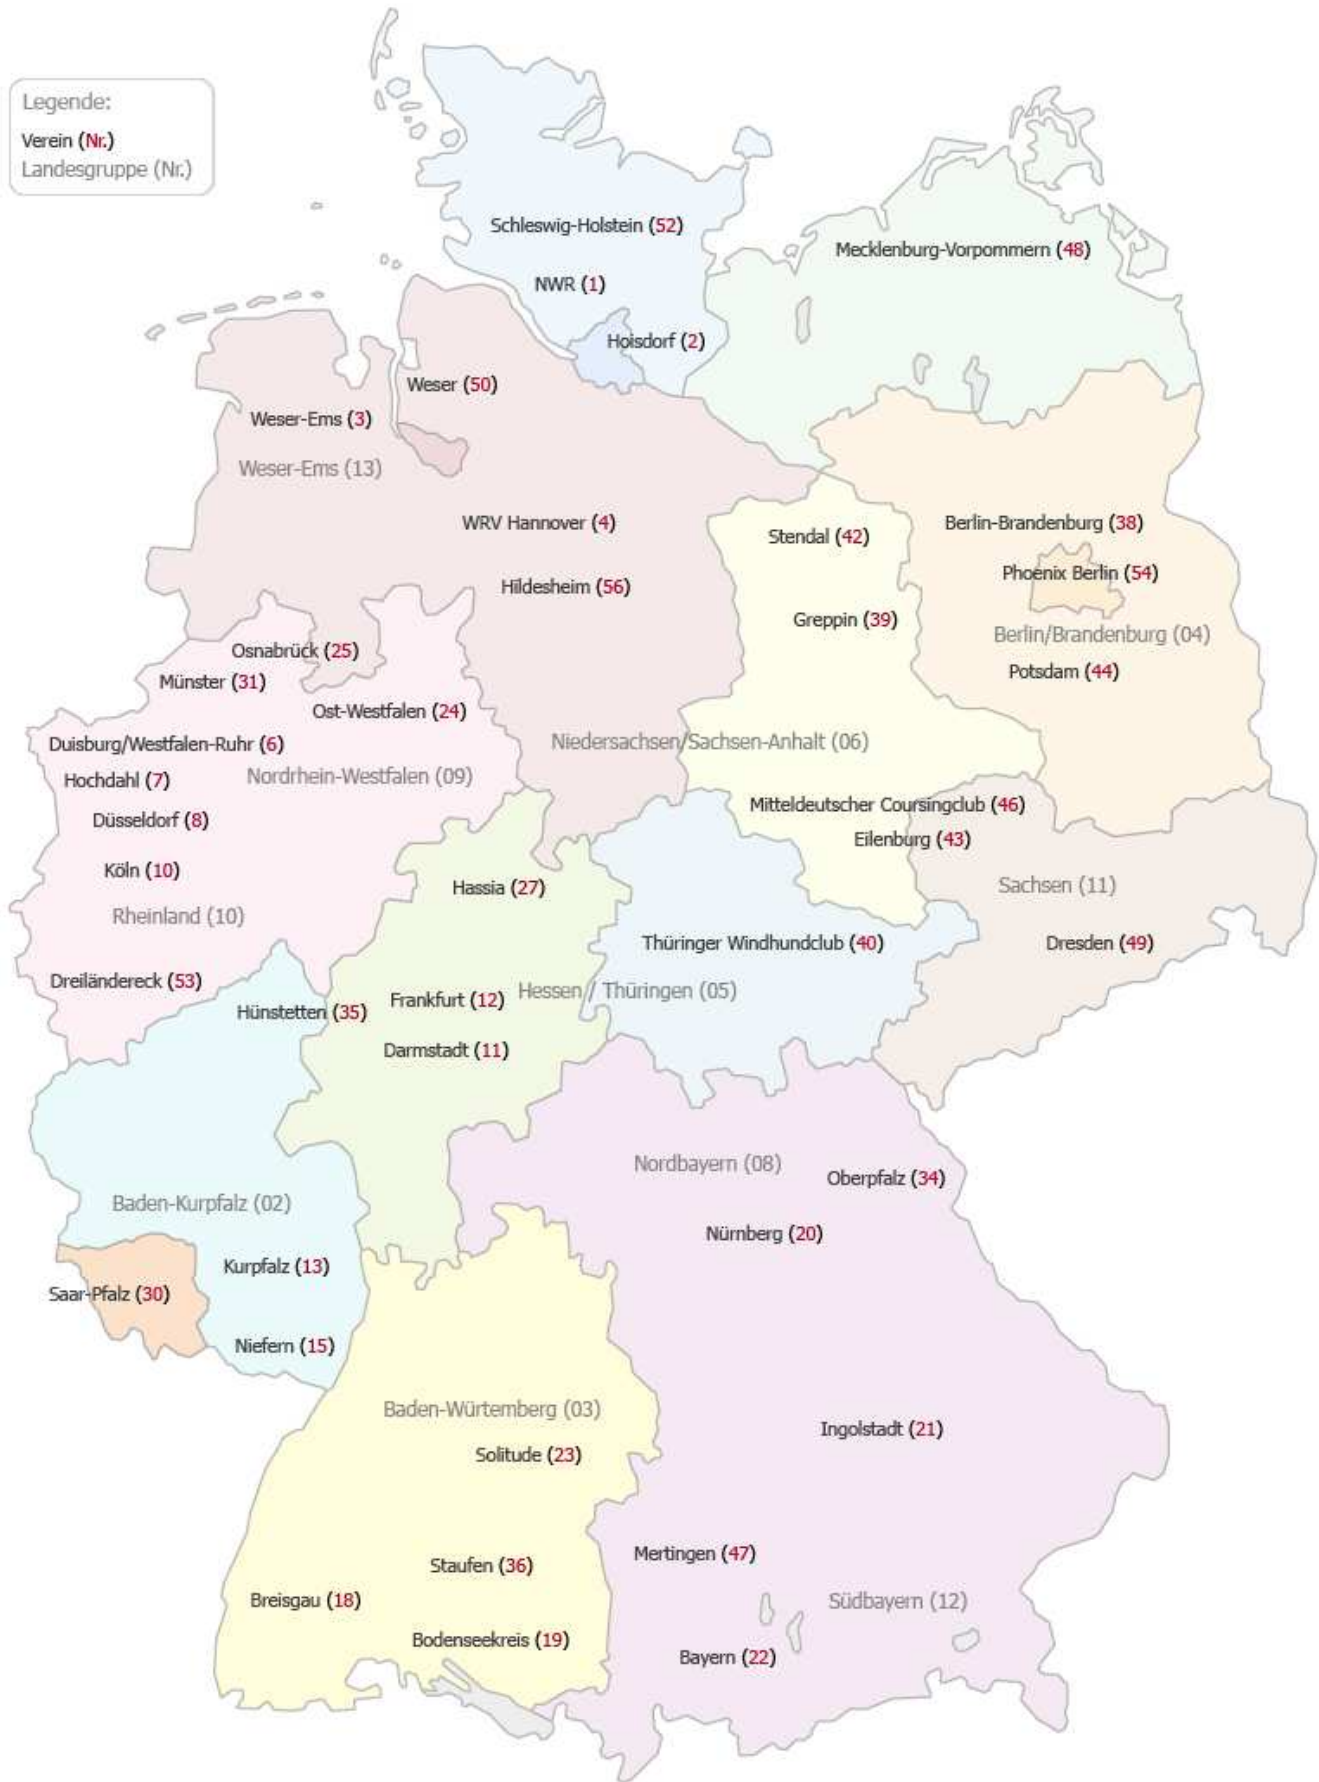 Legende:
Verein (Nr.)
Landesgruppe (Nr.)
Schleswig-Holstein (52)
Mecklenburg-Vorpommern (48)
NWR (1)
Hoisdorf (2)
Weser (50)
Weser-Ems (3)
Weser-Ems (13)
WRV Hannover (4)
Berlin-Brandenburg (38)
Stendal (42)
Phoenix Berlin (54)
Hildesheim (56)
Greppin (39)
Berlin/Brandenburg (04)
Osnabrück (25)
Potsdam (44)
Münster (31)
Ost-Westfalen (24)
Duisburg/Westfalen-Ruhr (6)
Niedersachsen/Sachsen-Anhalt (06)
Hochdahl (7)
Nordrhein-Westfalen (09)
Mitteldeutscher Coursingclub (46)
Düsseldorf (8)
Eilenburg (43)
Köln (10)
Hassia (27)
Sachsen (11)
Rheinland (10)
Thüringer Windhundclub (40)
Dresden (49)
Dreiländereck (53)
Hessen / Thüringen (05)
Frankfurt (12)
Hünstetten (35)
Darmstadt (11)
Nordbayern (08)
Oberpfalz (34)
Baden-Kurpfalz (02)
Nürnberg (20)
Kurpfalz (13)
Saar-Pfalz (30)
Niefern (15)
Baden-Würtemberg (03)
Ingolstadt (21)
Solitude (23)
Mertingen (47)
Staufen (36)
Breisgau (18)
Südbayern (12)
Bodenseekreis (19)
Bayern (22)